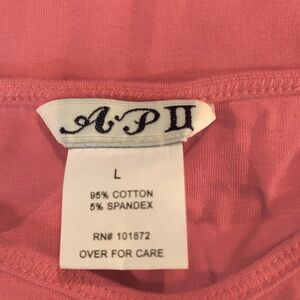 A·P II
L
95% COTTON
5% SPANDEX
RN# 101872
OVER FOR CARE